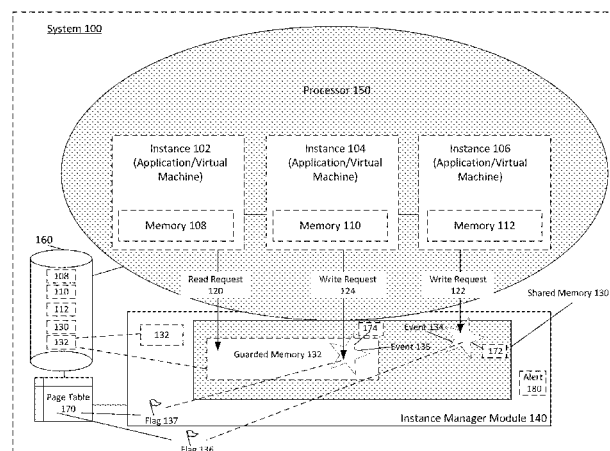 System 100
Processor 150
Instance 102
(Application/Virtual
Machine)
Memory 108
Instance 104
(Application/Virtual
Machine)
Memory 110
Instance 106
(Application/Virtual
Machine)
Memory 112
160
108
110
112
130
132
Read Request
120
Write Request
124
Write Request
122
Shared Memory 130
132
Guarded Memory 132
174
Event 134
Event 135
172
Alert
180
Page Table
170
Flag 137
Flag 136
Instance Manager Module 140